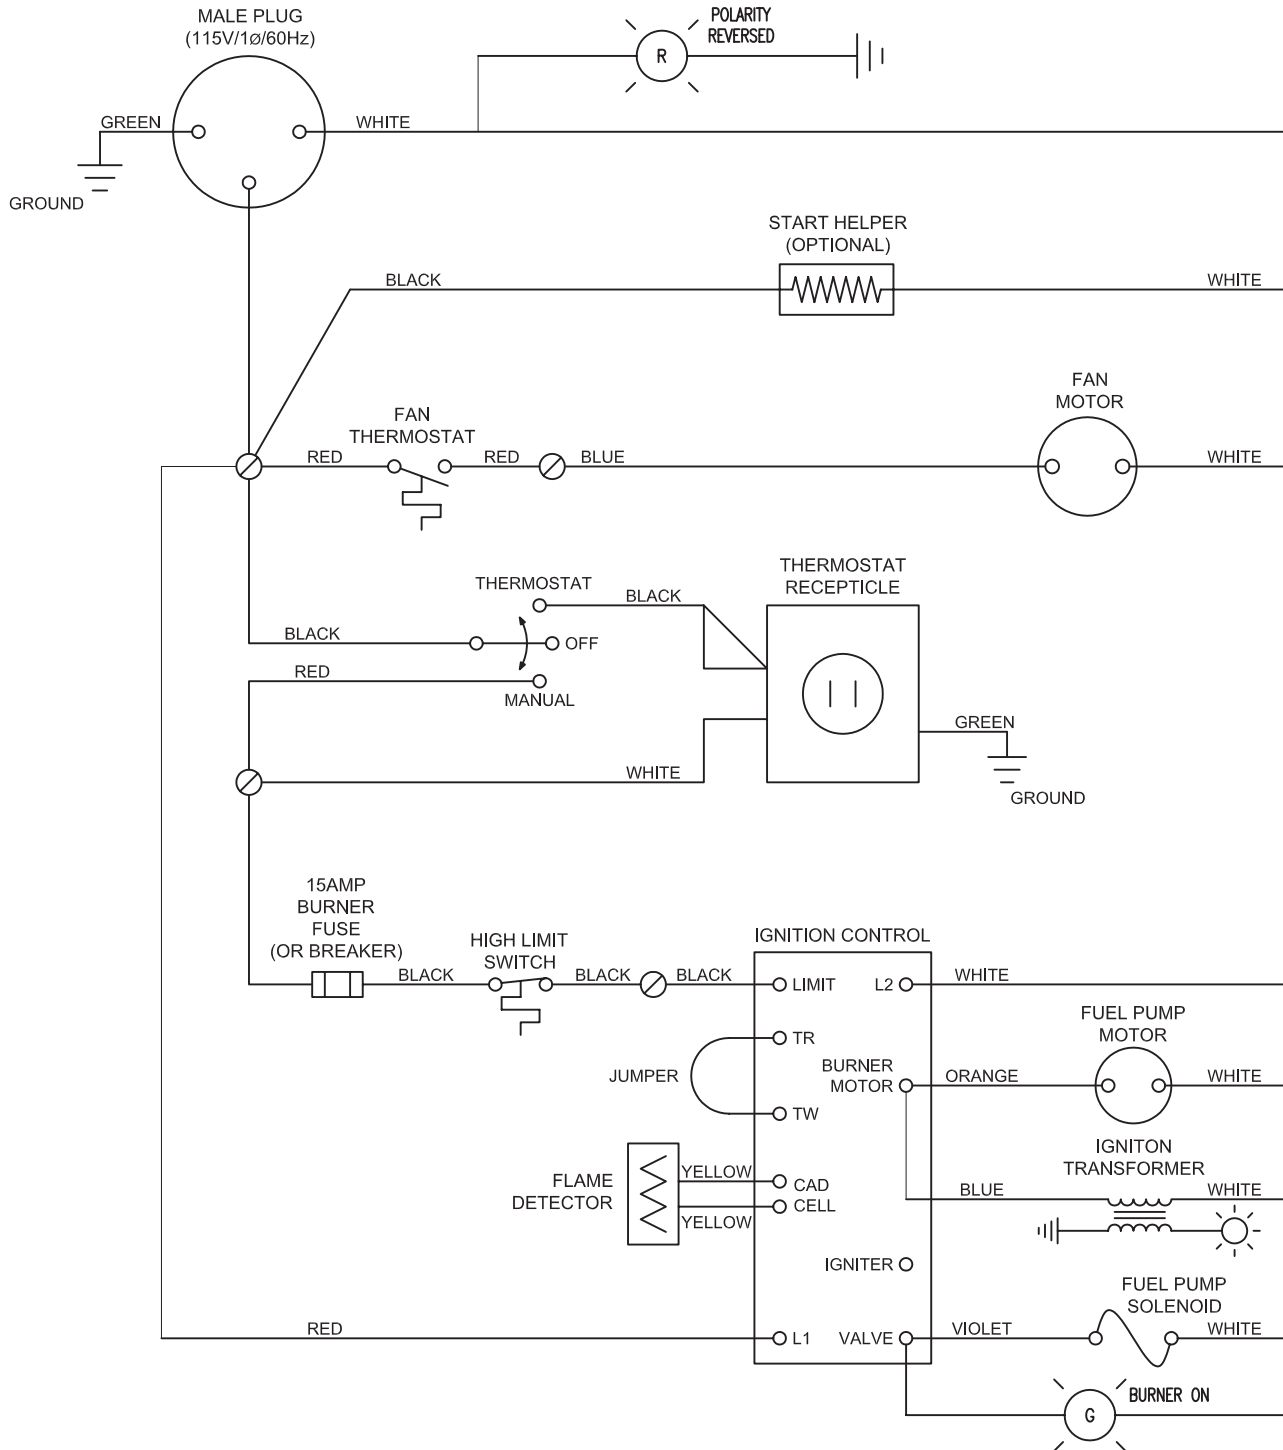 MALE PLUG
(115V/1ø/60Hz)
POLARITY
REVERSED
R
GREEN
WHITE
GROUND
START HELPER
(OPTIONAL)
BLACK
WHITE
FAN
MOTOR
FAN
THERMOSTAT
RED
RED
BLUE
WHITE
THERMOSTAT
RECEPTICLE
THERMOSTAT
BLACK
BLACK
OFF
RED
MANUAL
GREEN
WHITE
GROUND
15AMP
BURNER
FUSE
(OR BREAKER)
HIGH LIMIT
SWITCH
IGNITION CONTROL
BLACK
BLACK
BLACK
LIMIT
L2
WHITE
FUEL PUMP
MOTOR
TR
JUMPER
BURNER
MOTOR
ORANGE
WHITE
TW
IGNITON
TRANSFORMER
FLAME
DETECTOR
YELLOW
CAD
CELL
YELLOW
BLUE
WHITE
IGNITER
FUEL PUMP
SOLENOID
RED
L1
VALVE
VIOLET
WHITE
BURNER ON
G